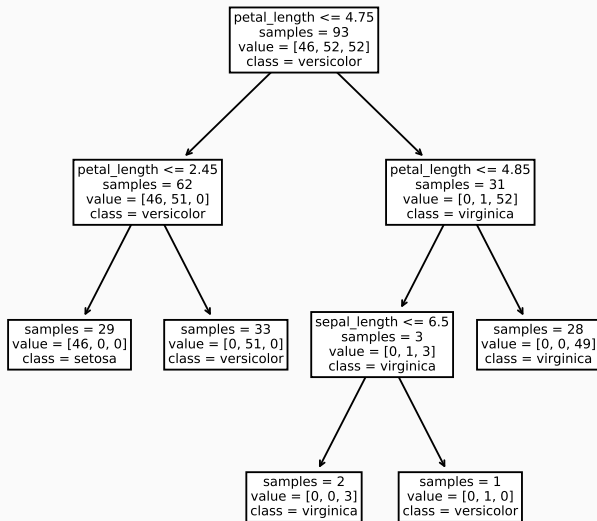 petal_length <= 4.75
samples = 93
value = [46, 52, 52]
class = versicolor
petal_length <= 2.45
samples = 62
value = [46, 51, 0]
class = versicolor
petal_length <= 4.85
samples = 31
value = [0, 1, 52]
class = virginica
samples = 29
value = [46, 0, 0]
class = setosa
samples = 33
value = [0, 51, 0]
class = versicolor
sepal_length <= 6.5
samples = 3
value = [0, 1, 3]
class = virginica
samples = 28
value = [0, 0, 49]
class = virginica
samples = 2
value = [0, 0, 3]
class = virginica
samples = 1
value = [0, 1, 0]
class = versicolor